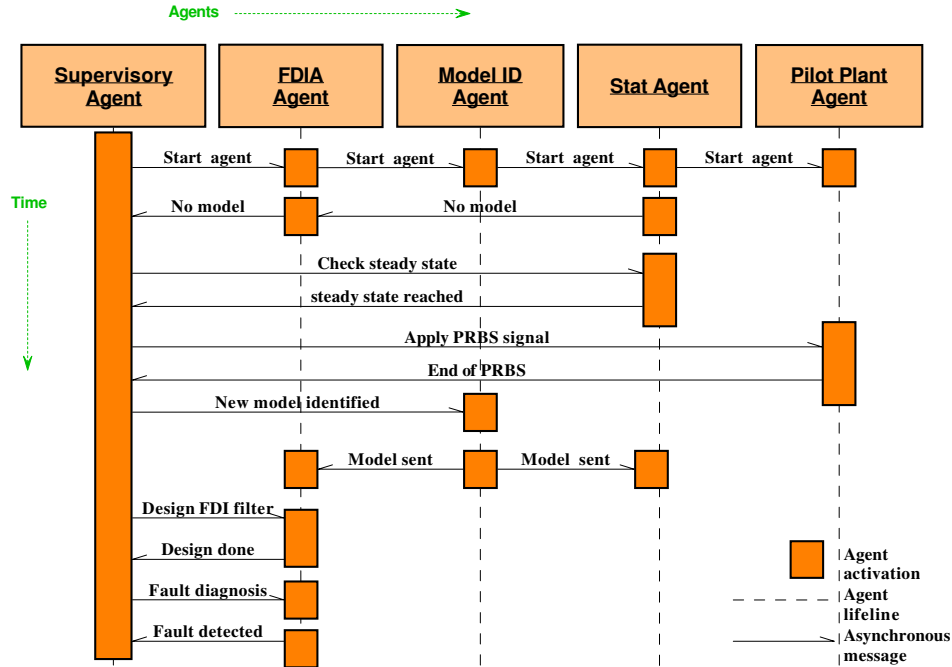 Agents
Supervisory
Agent
FDIA
Agent
Model ID
Agent
Stat Agent
Pilot Plant
Agent
Start agent
Start agent
Start agent
Start agent
Time
No model
No model
Check steady state
steady state reached
Apply PRBS signal
End of PRBS
New model identified
Model sent
Model sent
Design FDI filter
Design done
Fault diagnosis
Fault detected
Agent
activation
Agent
lifeline
Asynchronous
message